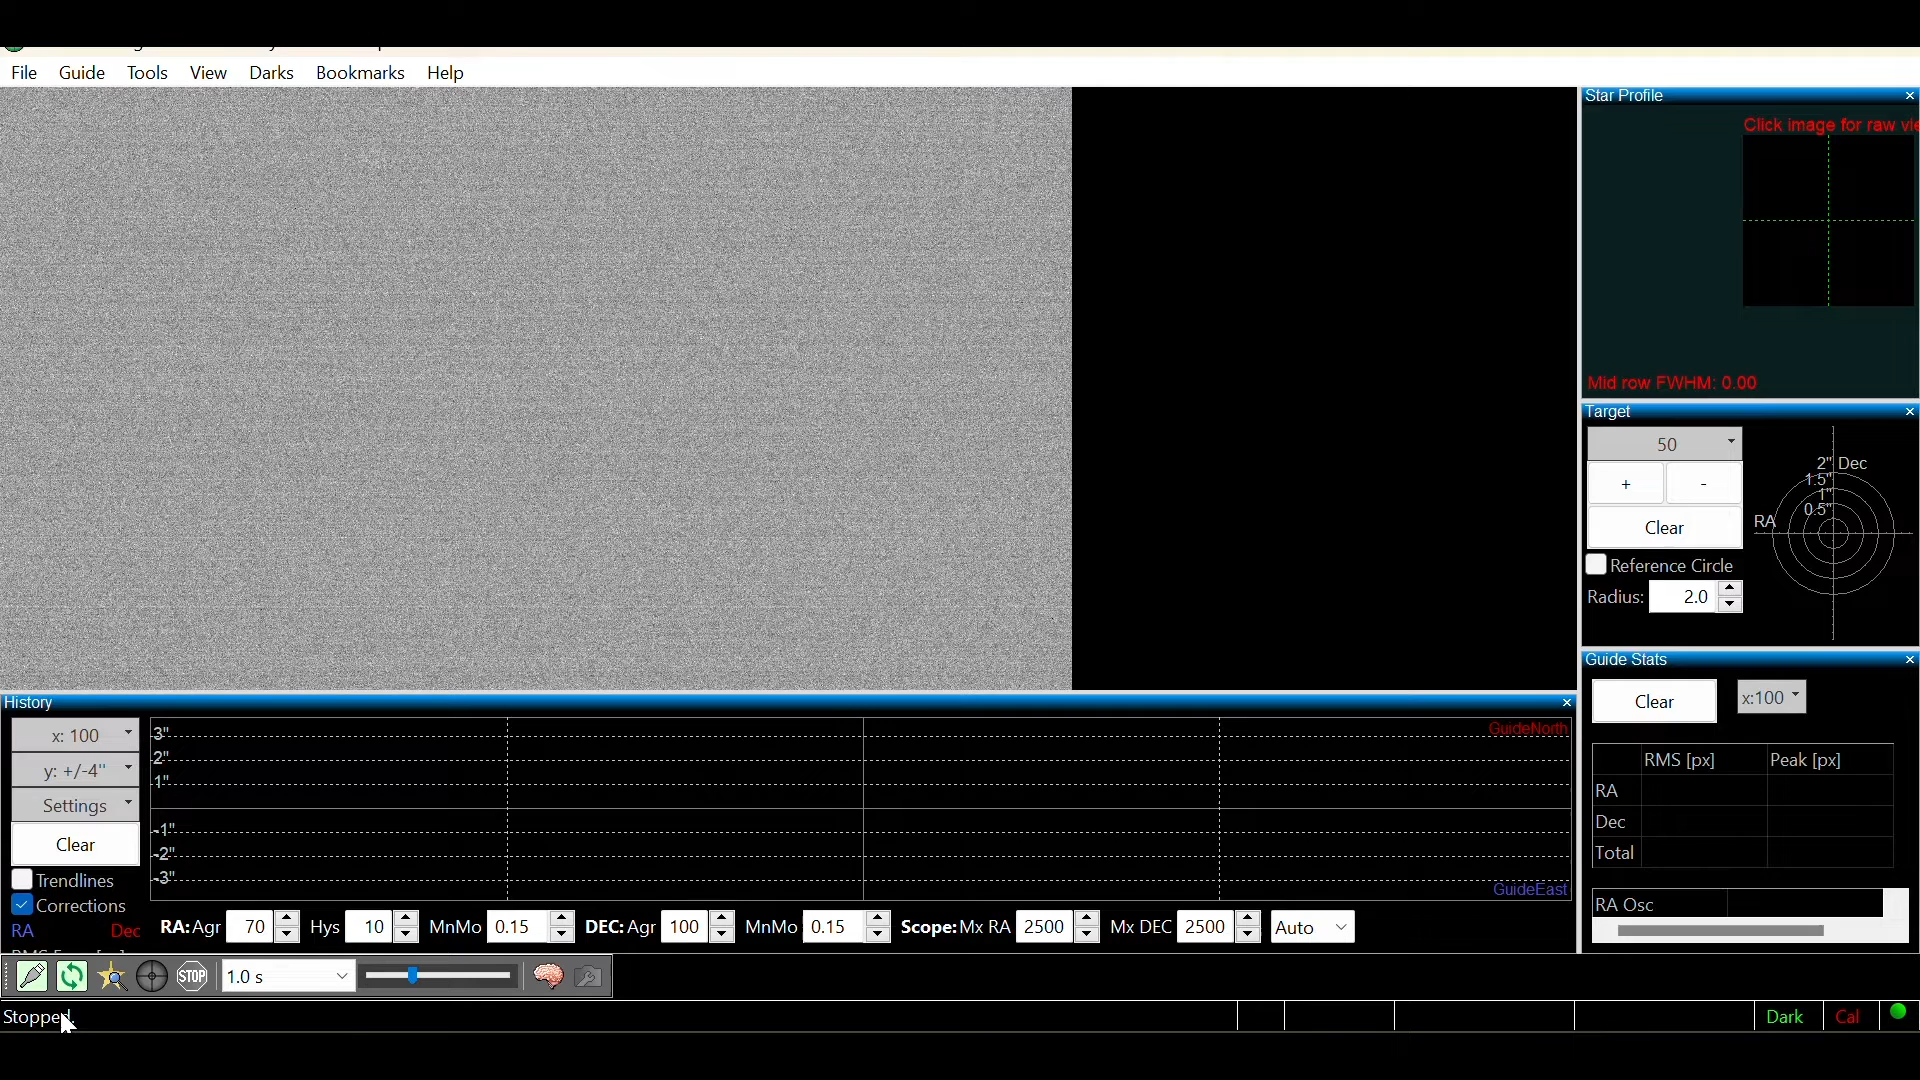 File Guide Tools View Darks Bookmarks Help
Star Profile
Click image for raw vie
Mid row FWHM: 0.00
Target
50
+ -
Clear
Reference Circle
Radius: 2.0
2" Dec
1.5"
1"
0.5"
RA
Guide Stats
Clear x:100
RMS [px] Peak [px]
RA
Dec
Total
RA Osc
History
x: 100
y: +/-4"
Settings
Clear
Trendlines
Corrections
RA Dec
3"
2"
1"
-1"
-2"
-3"
GuideNorth
GuideEast
RA: Agr 70 Hys 10 MnMo 0.15 DEC: Agr 100 MnMo 0.15 Scope: Mx RA 2500 Mx DEC 2500 Auto
STOP 1.0 s
Stopped.
Dark Cal